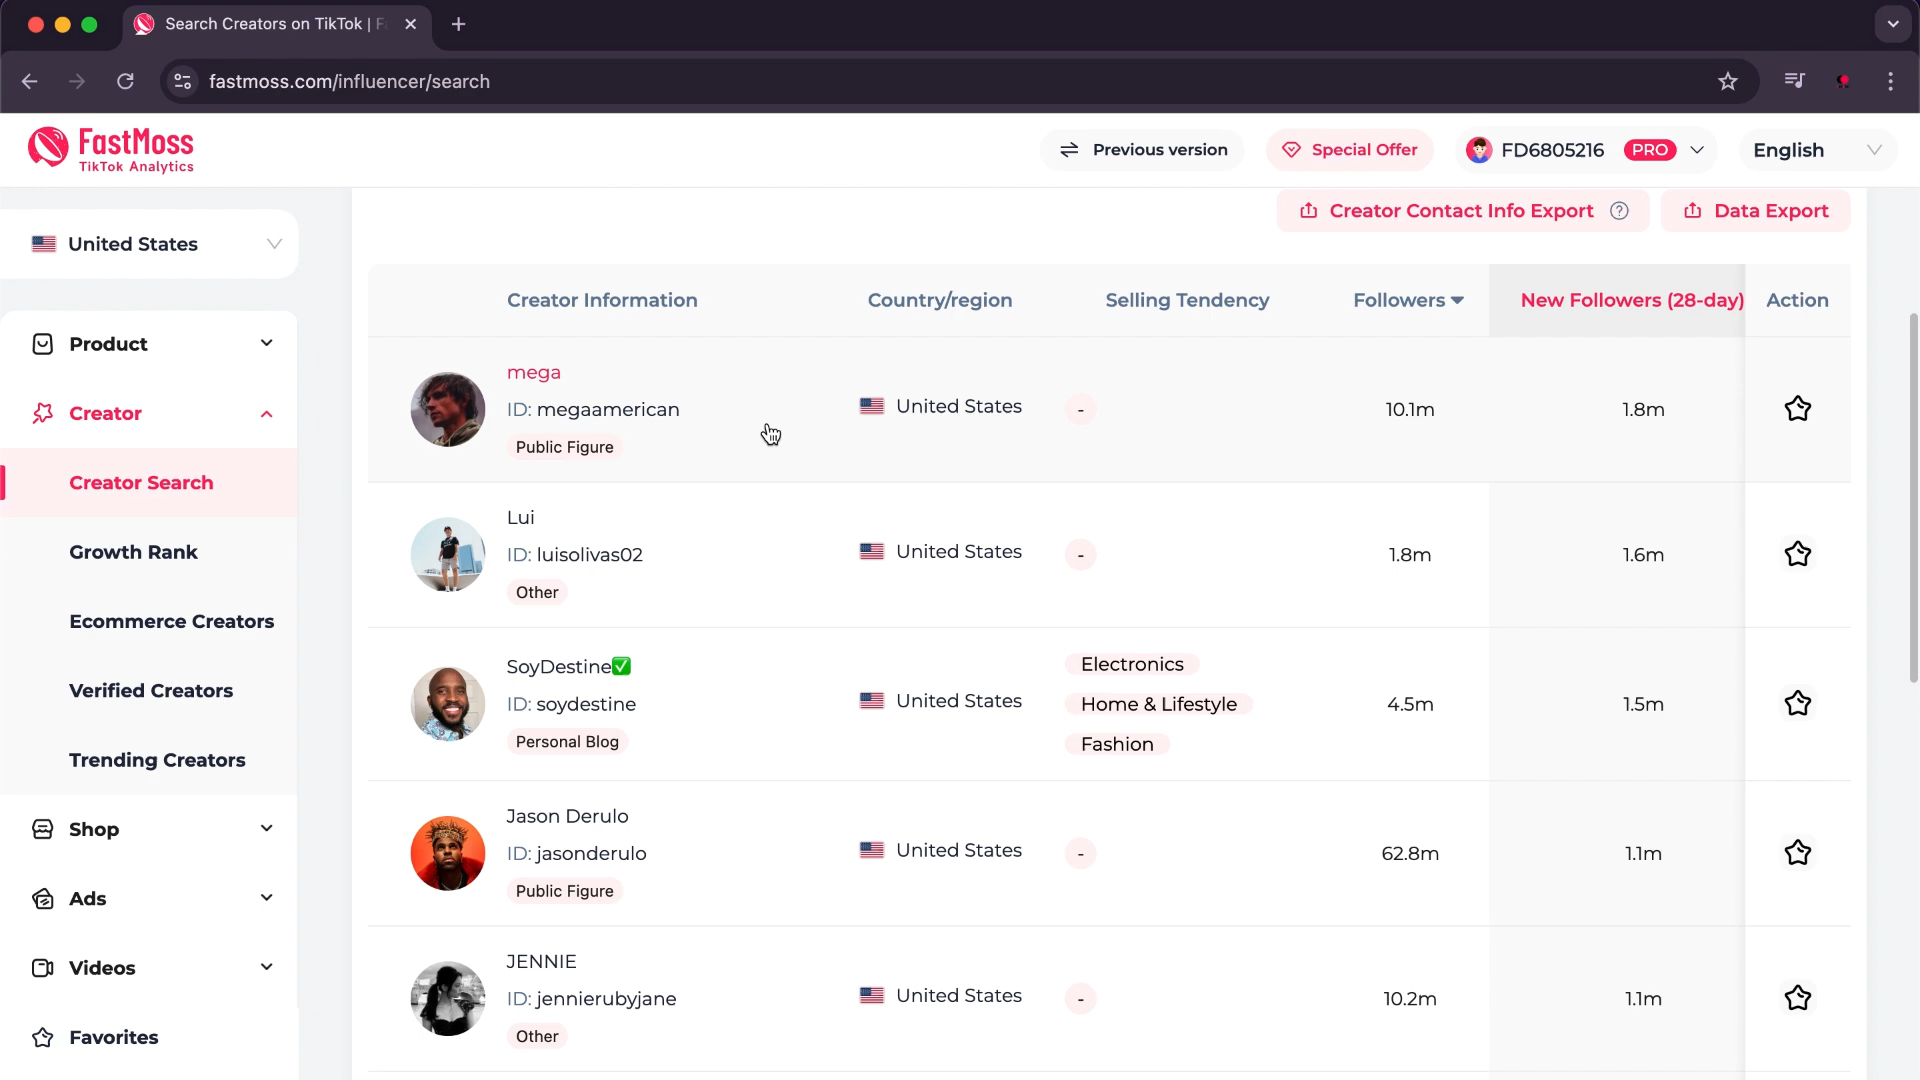 Search Creators on TikTok | F
fastmoss.com/influencer/search
FastMoss
TikTok Analytics
Previous version
Special Offer
FD6805216
PRO
English
United States
Creator Contact Info Export
Data Export
Product
Creator
Creator Search
Growth Rank
Ecommerce Creators
Verified Creators
Trending Creators
Shop
Ads
Videos
Favorites
Creator Information
Country/region
Selling Tendency
Followers
New Followers (28-day)
Action
mega
ID: megaamerican
Public Figure
United States
-
10.1m
1.8m
Lui
ID: luisolivas02
Other
United States
-
1.8m
1.6m
SoyDestine✅
ID: soydestine
Personal Blog
United States
Electronics
Home & Lifestyle
Fashion
4.5m
1.5m
Jason Derulo
ID: jasonderulo
Public Figure
United States
-
62.8m
1.1m
JENNIE
ID: jennierubyjane
Other
United States
-
10.2m
1.1m